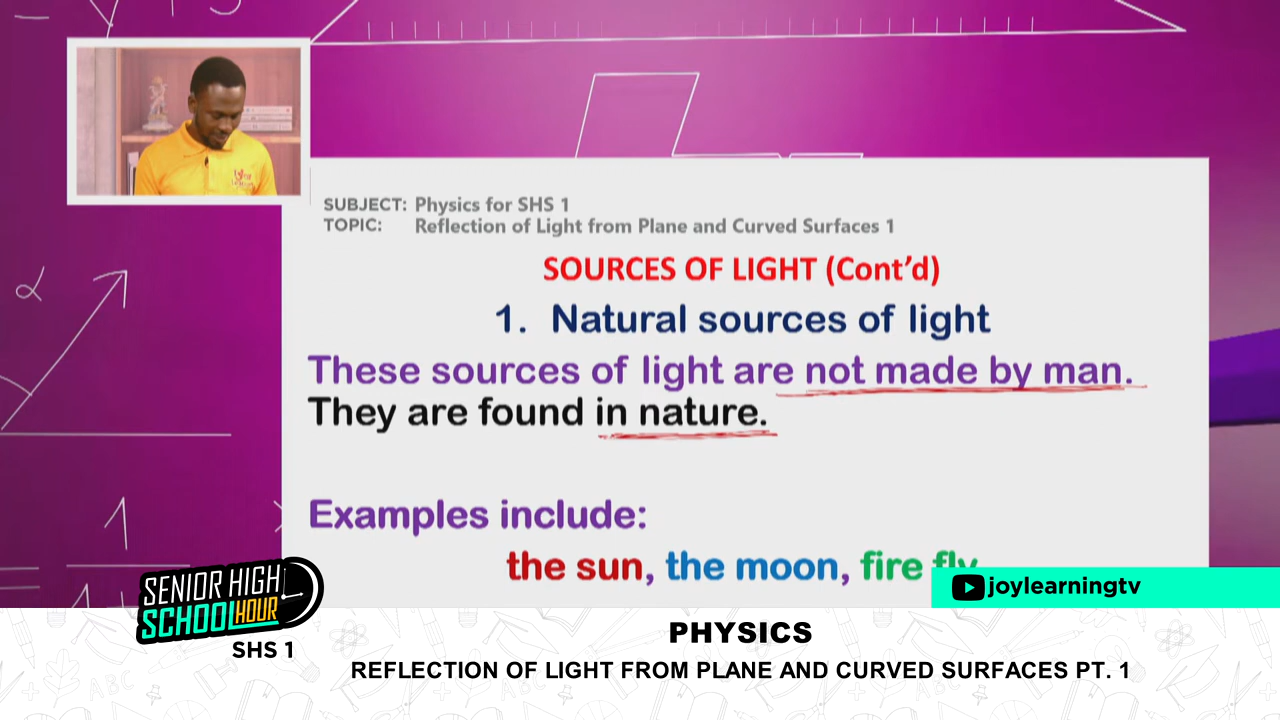 SUBJECT: Physics for SHS 1
TOPIC: Reflection of Light from Plane and Curved Surfaces 1
SOURCES OF LIGHT (Cont'd)
1. Natural sources of light
These sources of light are not made by man.
They are found in nature.
Examples include:
the sun, the moon, fire fly
joylearningtv
SENIOR HIGH
SCHOOL HOUR
SHS 1
PHYSICS
REFLECTION OF LIGHT FROM PLANE AND CURVED SURFACES PT. 1